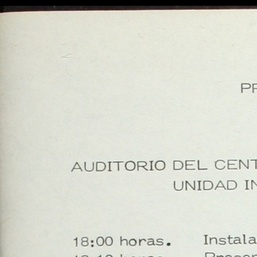 PR
AUDITORIO DEL CENT
UNIDAD IN
18:00 horas. Instala